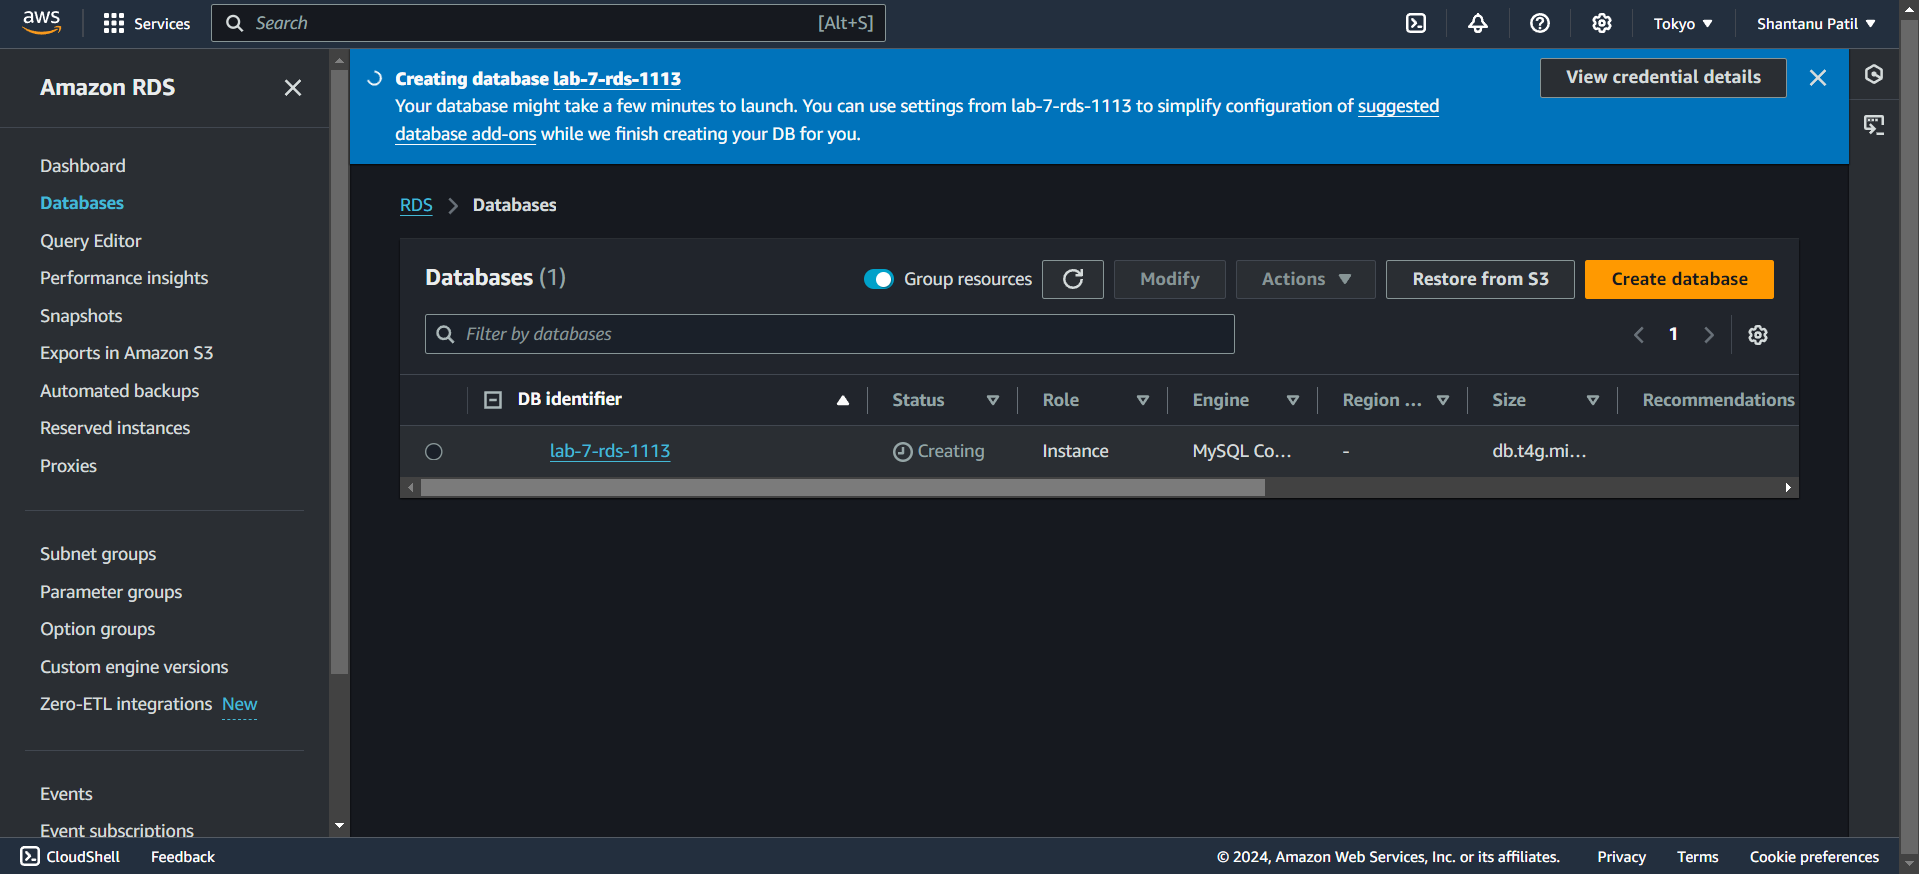 aws
Services
Search
[Alt+S]
Tokyo
Shantanu Patil
Amazon RDS
Dashboard
Databases
Query Editor
Performance insights
Snapshots
Exports in Amazon S3
Automated backups
Reserved instances
Proxies
Subnet groups
Parameter groups
Option groups
Custom engine versions
Zero-ETL integrations New
Events
Event subscriptions
Creating database lab-7-rds-1113
Your database might take a few minutes to launch. You can use settings from lab-7-rds-1113 to simplify configuration of suggested
database add-ons while we finish creating your DB for you.
View credential details
RDS
Databases
Databases (1)
Group resources
Modify
Actions
Restore from S3
Create database
Filter by databases
1
DB identifier
Status
Role
Engine
Region ...
Size
Recommendations
lab-7-rds-1113
Creating
Instance
MySQL Co...
-
db.t4g.mi...
CloudShell
Feedback
© 2024, Amazon Web Services, Inc. or its affiliates.
Privacy
Terms
Cookie preferences